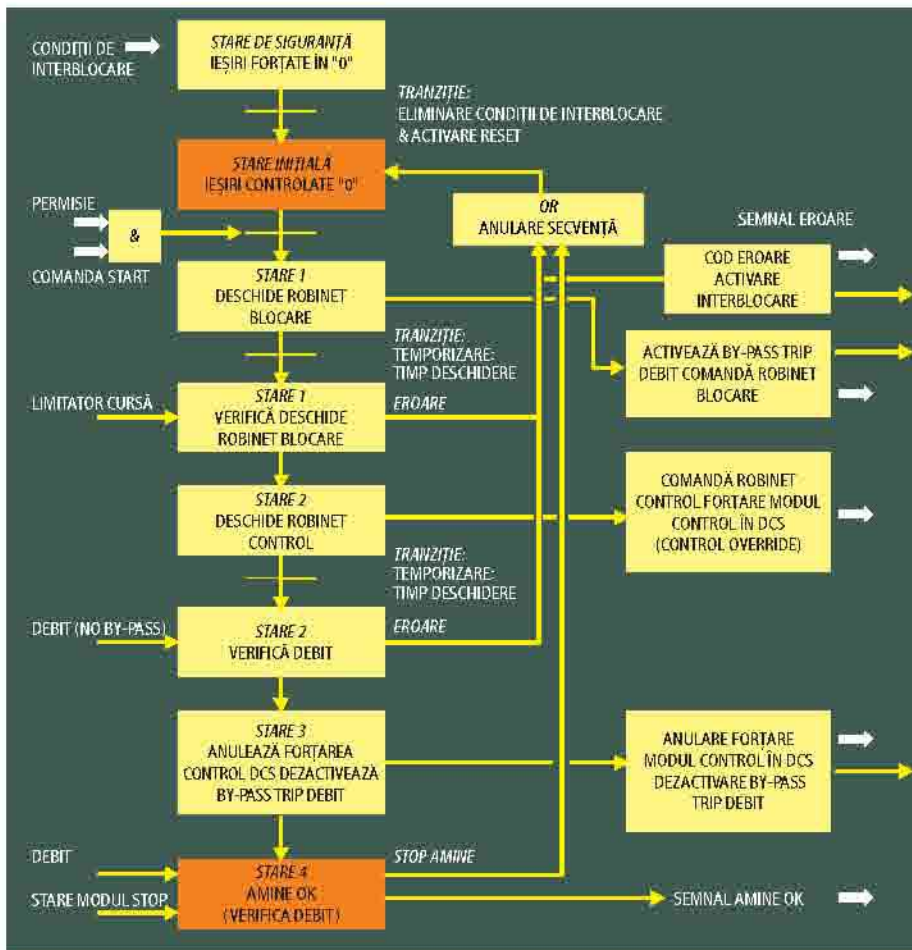 CONDIȚII DE
INTERBLOCARE
STARE DE SIGURANȚĂ
IEȘIRI FORȚATE ÎN "0"
TRANZIȚIE:
ELIMINARE CONDIȚII DE INTERBLOCARE
& ACTIVARE RESET
STARE INIȚIALĂ
IEȘIRI CONTROLATE "0"
PERMISIE
&
COMANDA START
OR
ANULARE SECVENȚĂ
SEMNAL EROARE
COD EROARE
ACTIVARE
INTERBLOCARE
STARE 1
DESCHIDE ROBINET
BLOCARE
TRANZIȚIE:
TEMPORIZARE:
TIMP DESCHIDERE
ACTIVEAZĂ BY-PASS TRIP
DEBIT COMANDĂ ROBINET
BLOCARE
LIMITATOR CURSĂ
STARE 1
VERIFICĂ DESCHIDE
ROBINET BLOCARE
EROARE
STARE 2
DESCHIDE ROBINET
CONTROL
COMANDĂ ROBINET
CONTROL FORTARE MODUL
CONTROL ÎN DCS
(CONTROL OVERRIDE)
TRANZIȚIE:
TEMPORIZARE:
TIMP DESCHIDERE
DEBIT (NO BY-PASS)
STARE 2
VERIFICĂ DEBIT
EROARE
STARE 3
ANULEAZĂ FORȚAREA
CONTROL DCS DEZACTIVEAZĂ
BY-PASS TRIP DEBIT
ANULARE FORȚARE
MODUL CONTROL ÎN DCS
DEZACTIVARE BY-PASS
TRIP DEBIT
DEBIT
STARE MODUL STOP
STARE 4
AMINE OK
(VERIFICA DEBIT)
STOP AMINE
SEMNAL AMINE OK